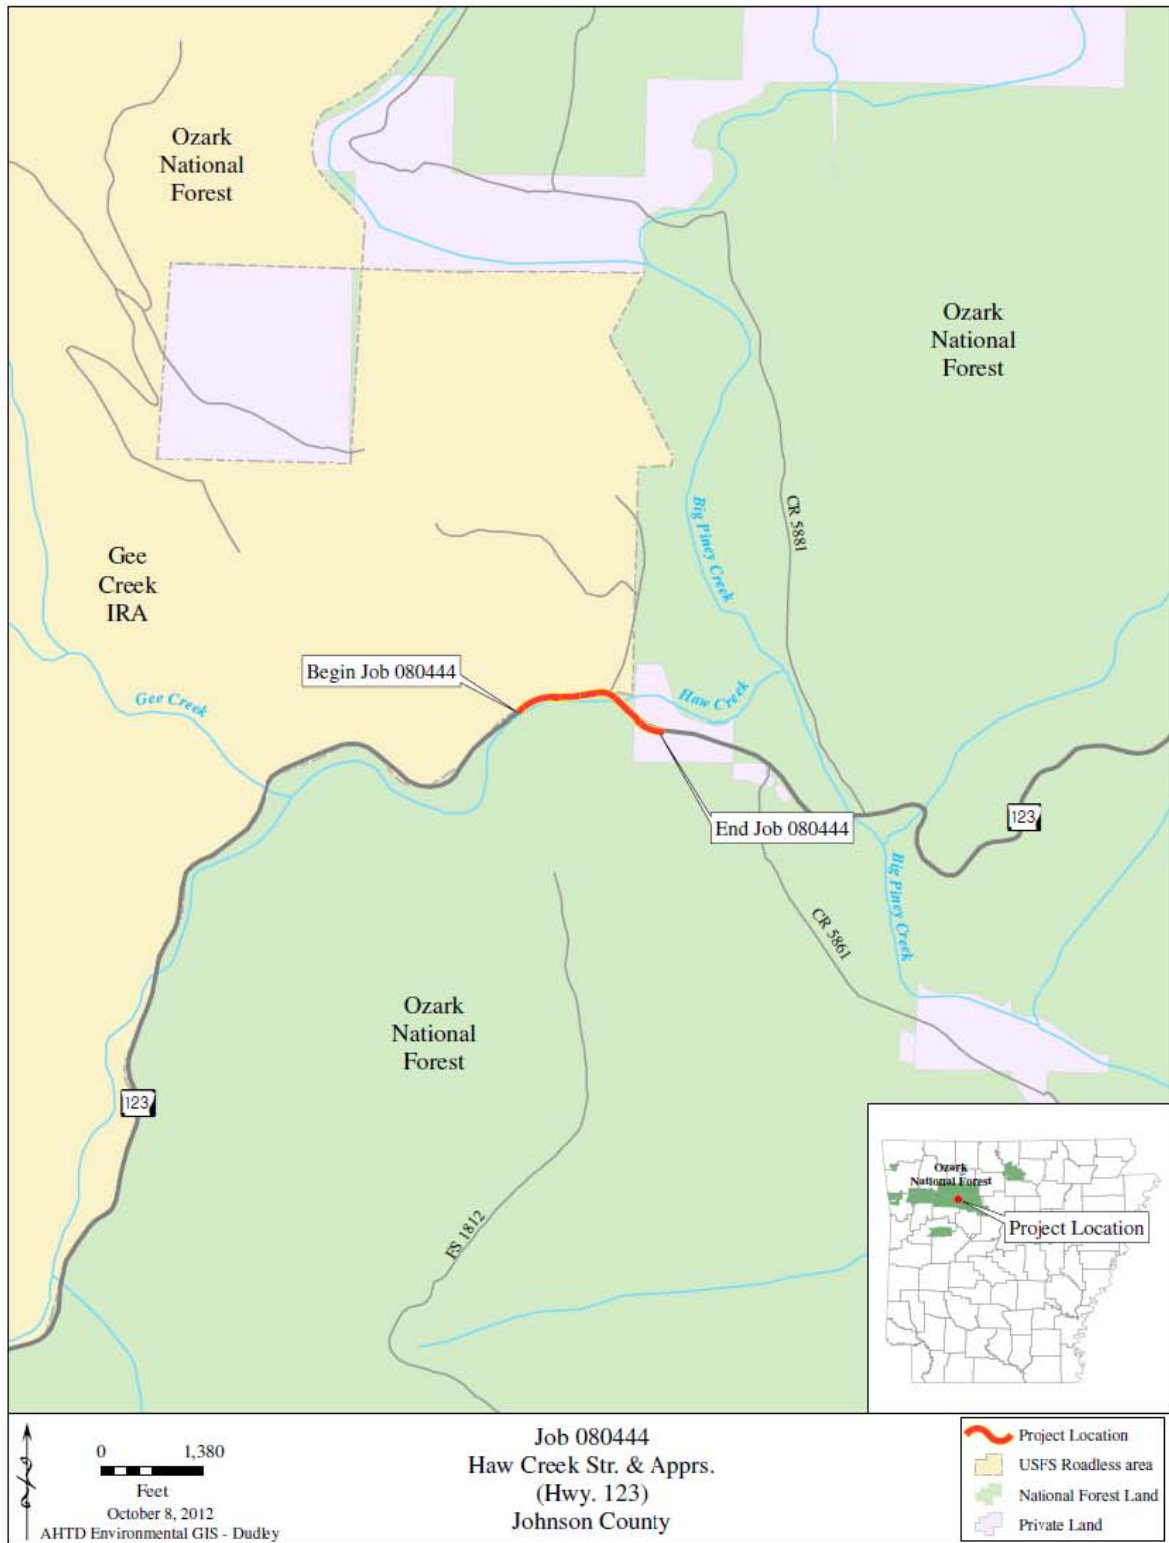 Ozark
National
Forest
Ozark
National
Forest
Big Piney Creek
CR 5881
Gee
Creek
IRA
Begin Job 080444
Gee Creek
Haw Creek
End Job 080444
123
Big Piney Creek
CR 5861
Ozark
National
Forest
123
FS 1812
Ozark
National Forest
Project Location
0 1,380
Feet
October 8, 2012
AHTD Environmental GIS - Dudley
Job 080444
Haw Creek Str. & Apprs.
(Hwy. 123)
Johnson County
Project Location
USFS Roadless area
National Forest Land
Private Land